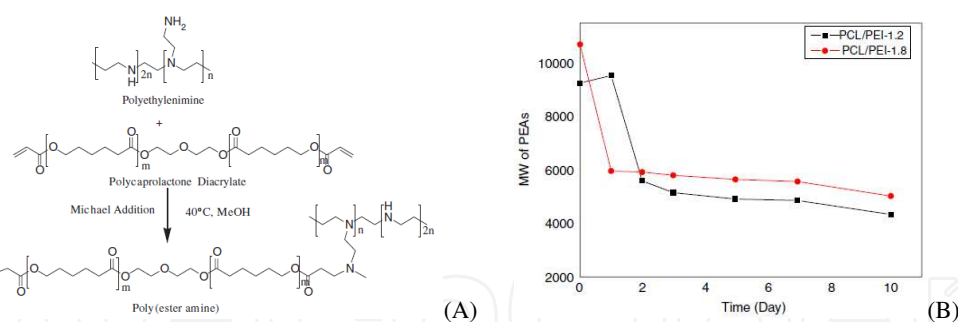 NH₂
N
H
2n
N
n
Polyethylenimine
+
O
O
O
m
O
O
O
O
m
O
O
Polycaprolactone Diacrylate
Michael Addition
40°C, MeOH
N
n
H
N
2n
N
O
O
O
m
O
O
O
O
m
O
O
Poly(ester amine)
(A)
PCL/PEI-1.2
PCL/PEI-1.8
MW of PEAs
10000
8000
6000
4000
2000
0
2
4
6
8
10
Time (Day)
(B)